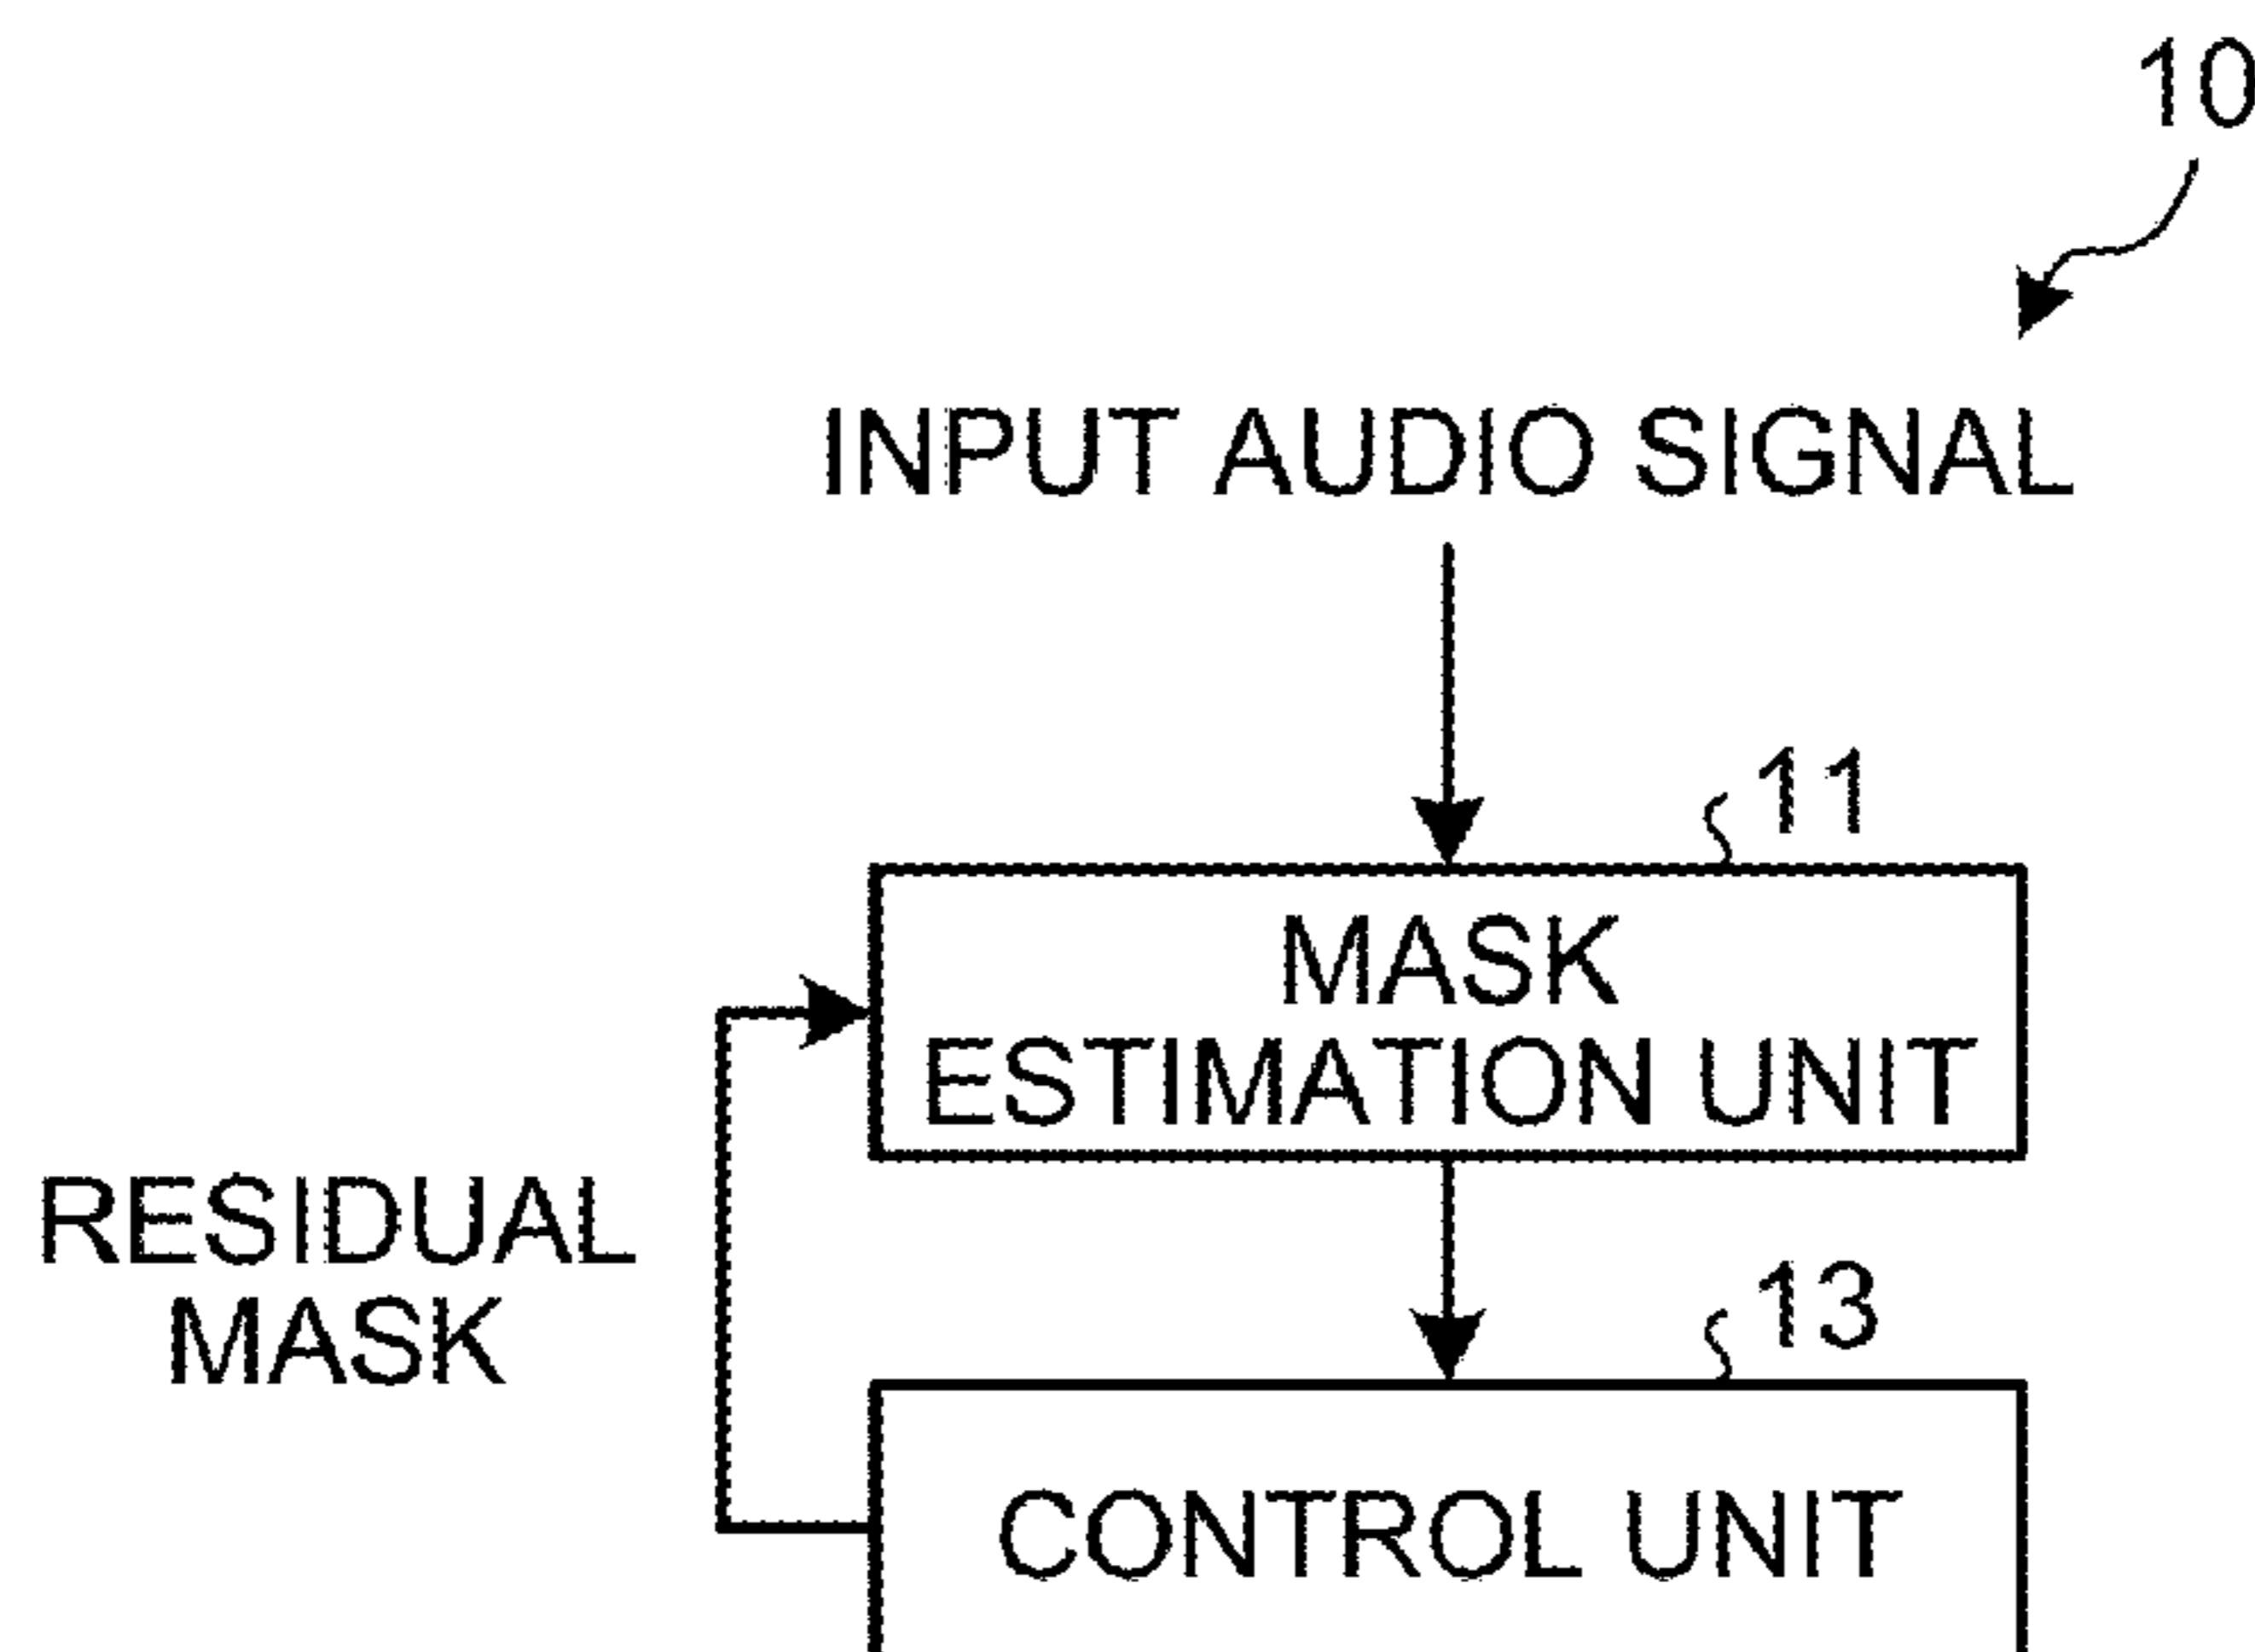 10
INPUT AUDIO SIGNAL
11
MASK
ESTIMATION UNIT
RESIDUAL
MASK
13
CONTROL UNIT